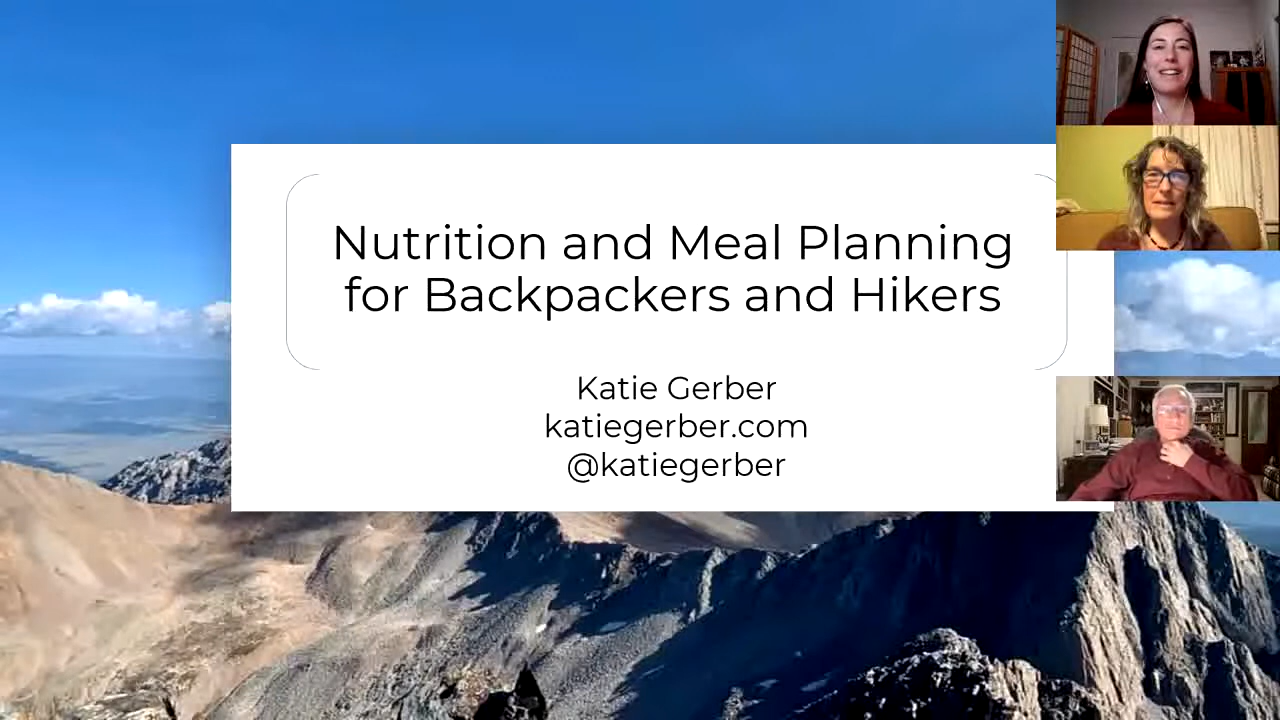 Nutrition and Meal Planning
for Backpackers and Hikers
Katie Gerber
katiegerber.com
@katiegerber